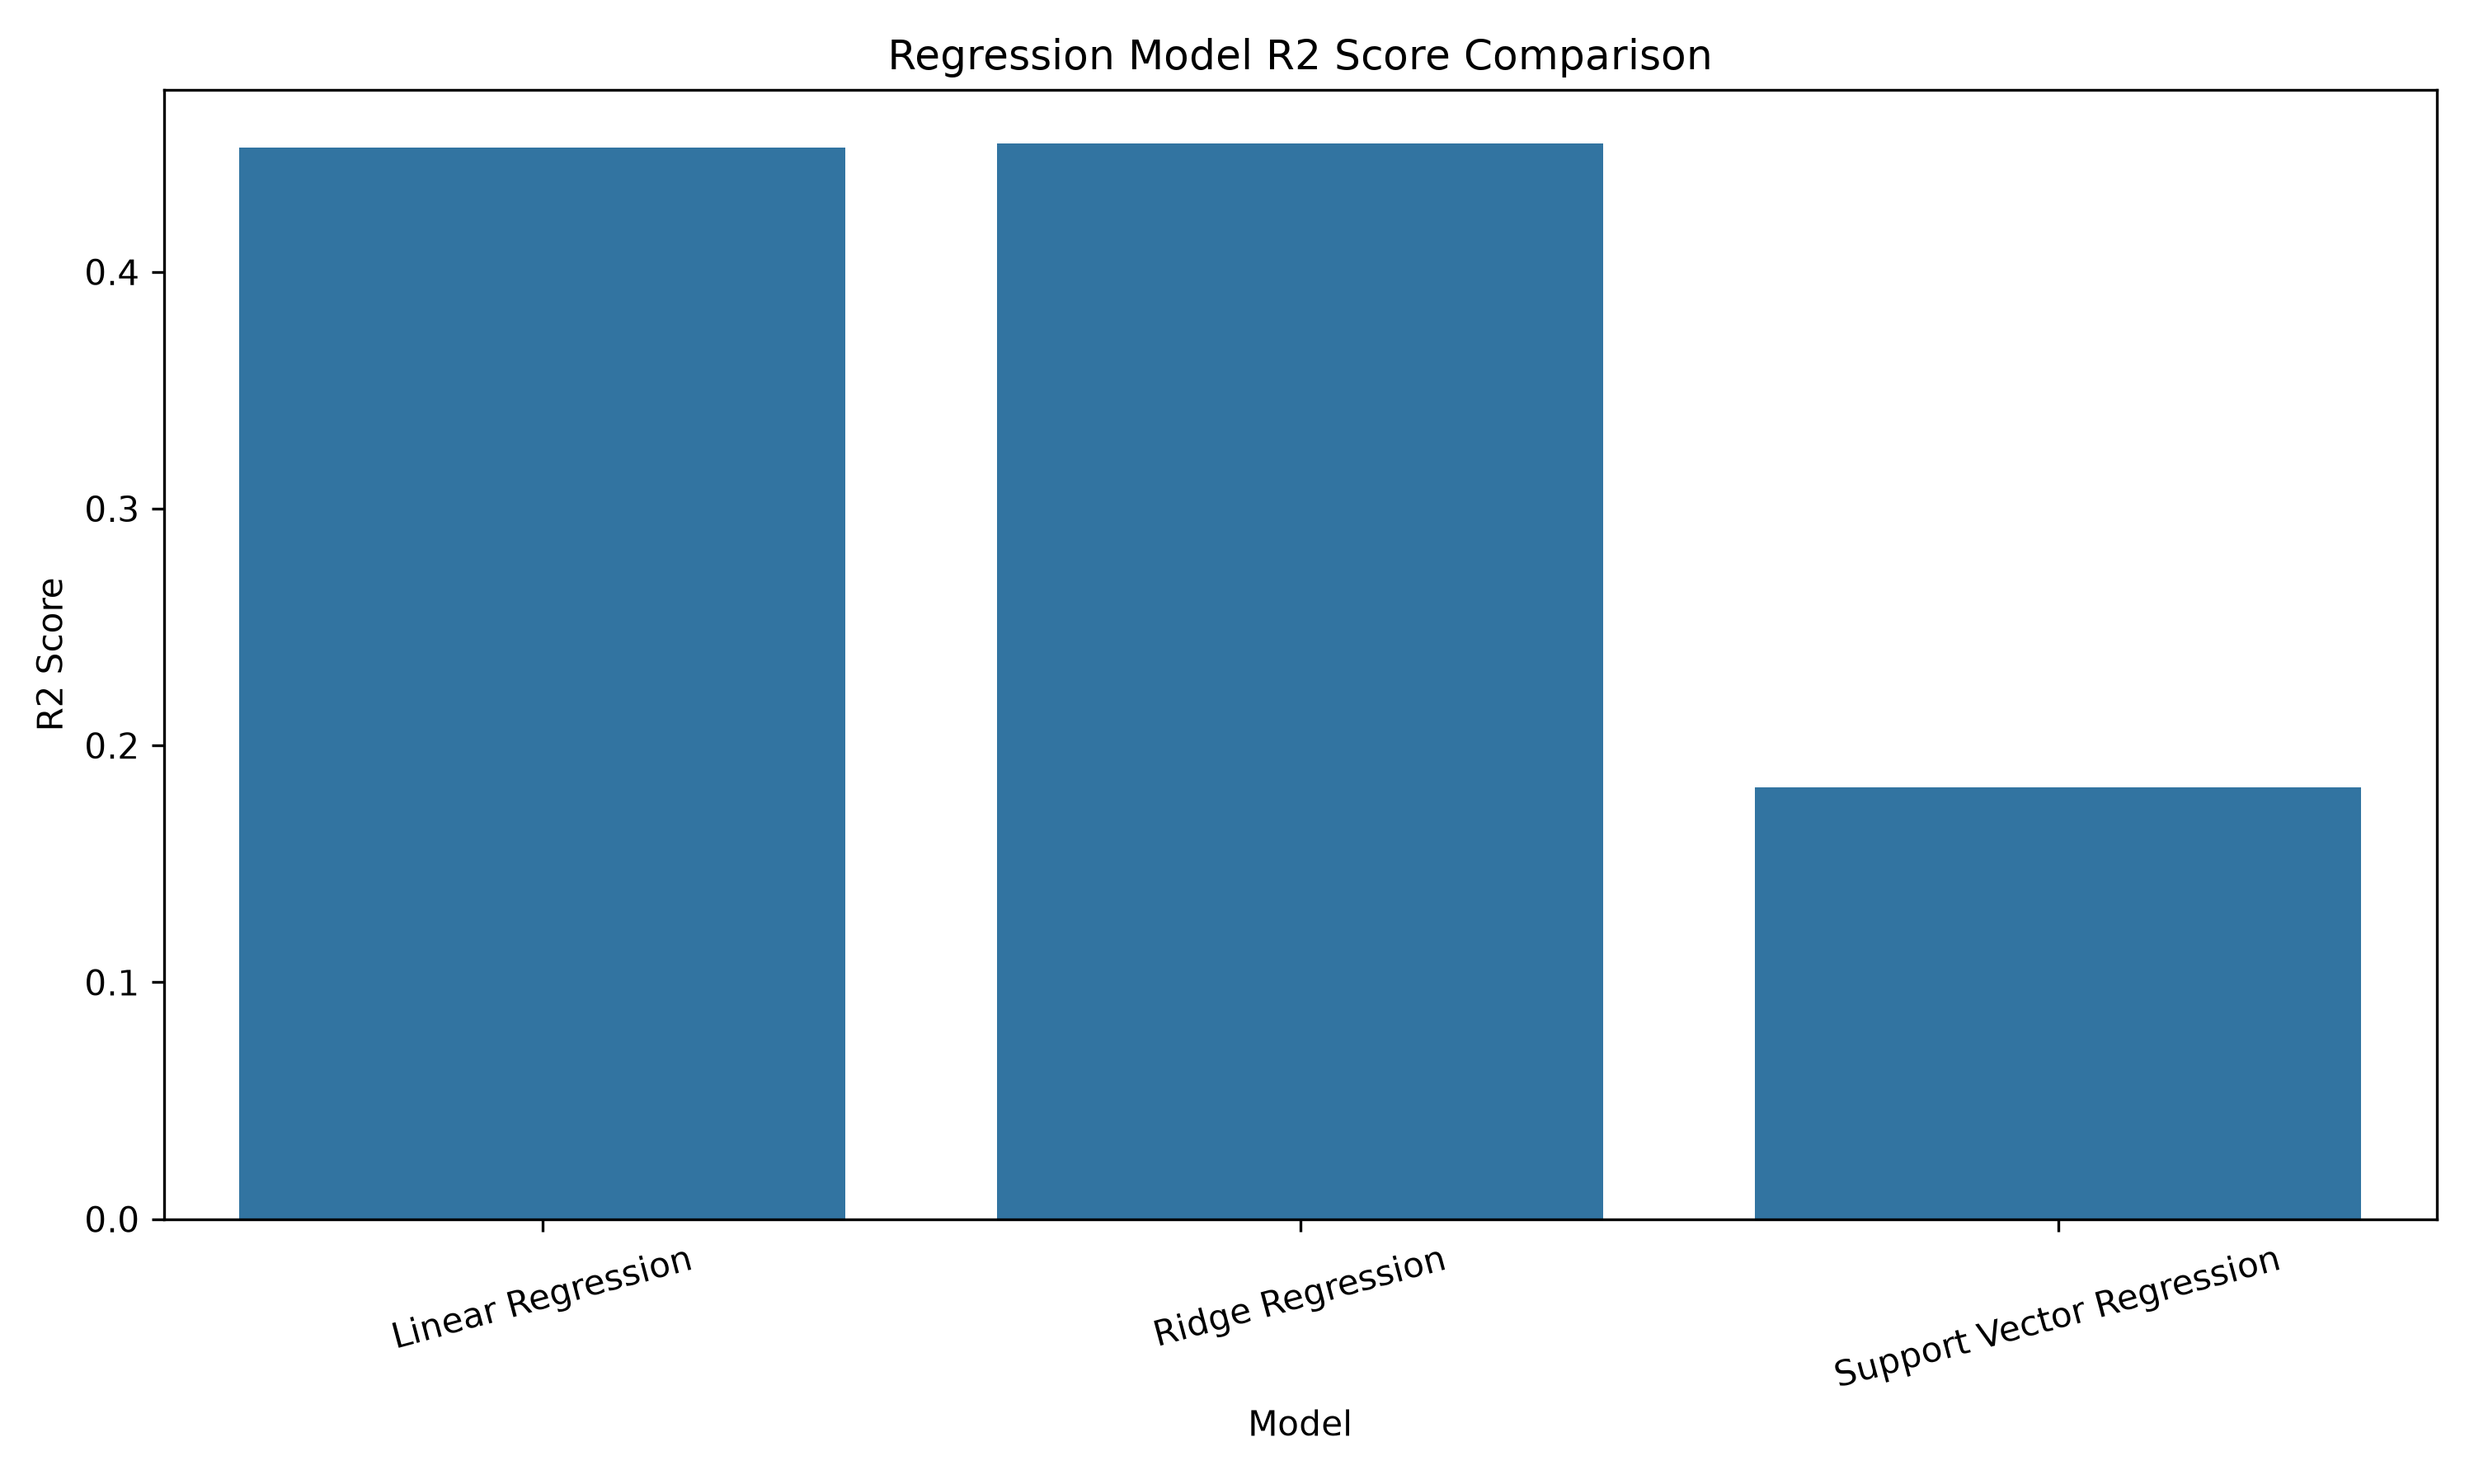 Regression Model R2 Score Comparison
R2 Score
0.4
0.3
0.2
0.1
0.0
Linear Regression
Ridge Regression
Support Vector Regression
Model